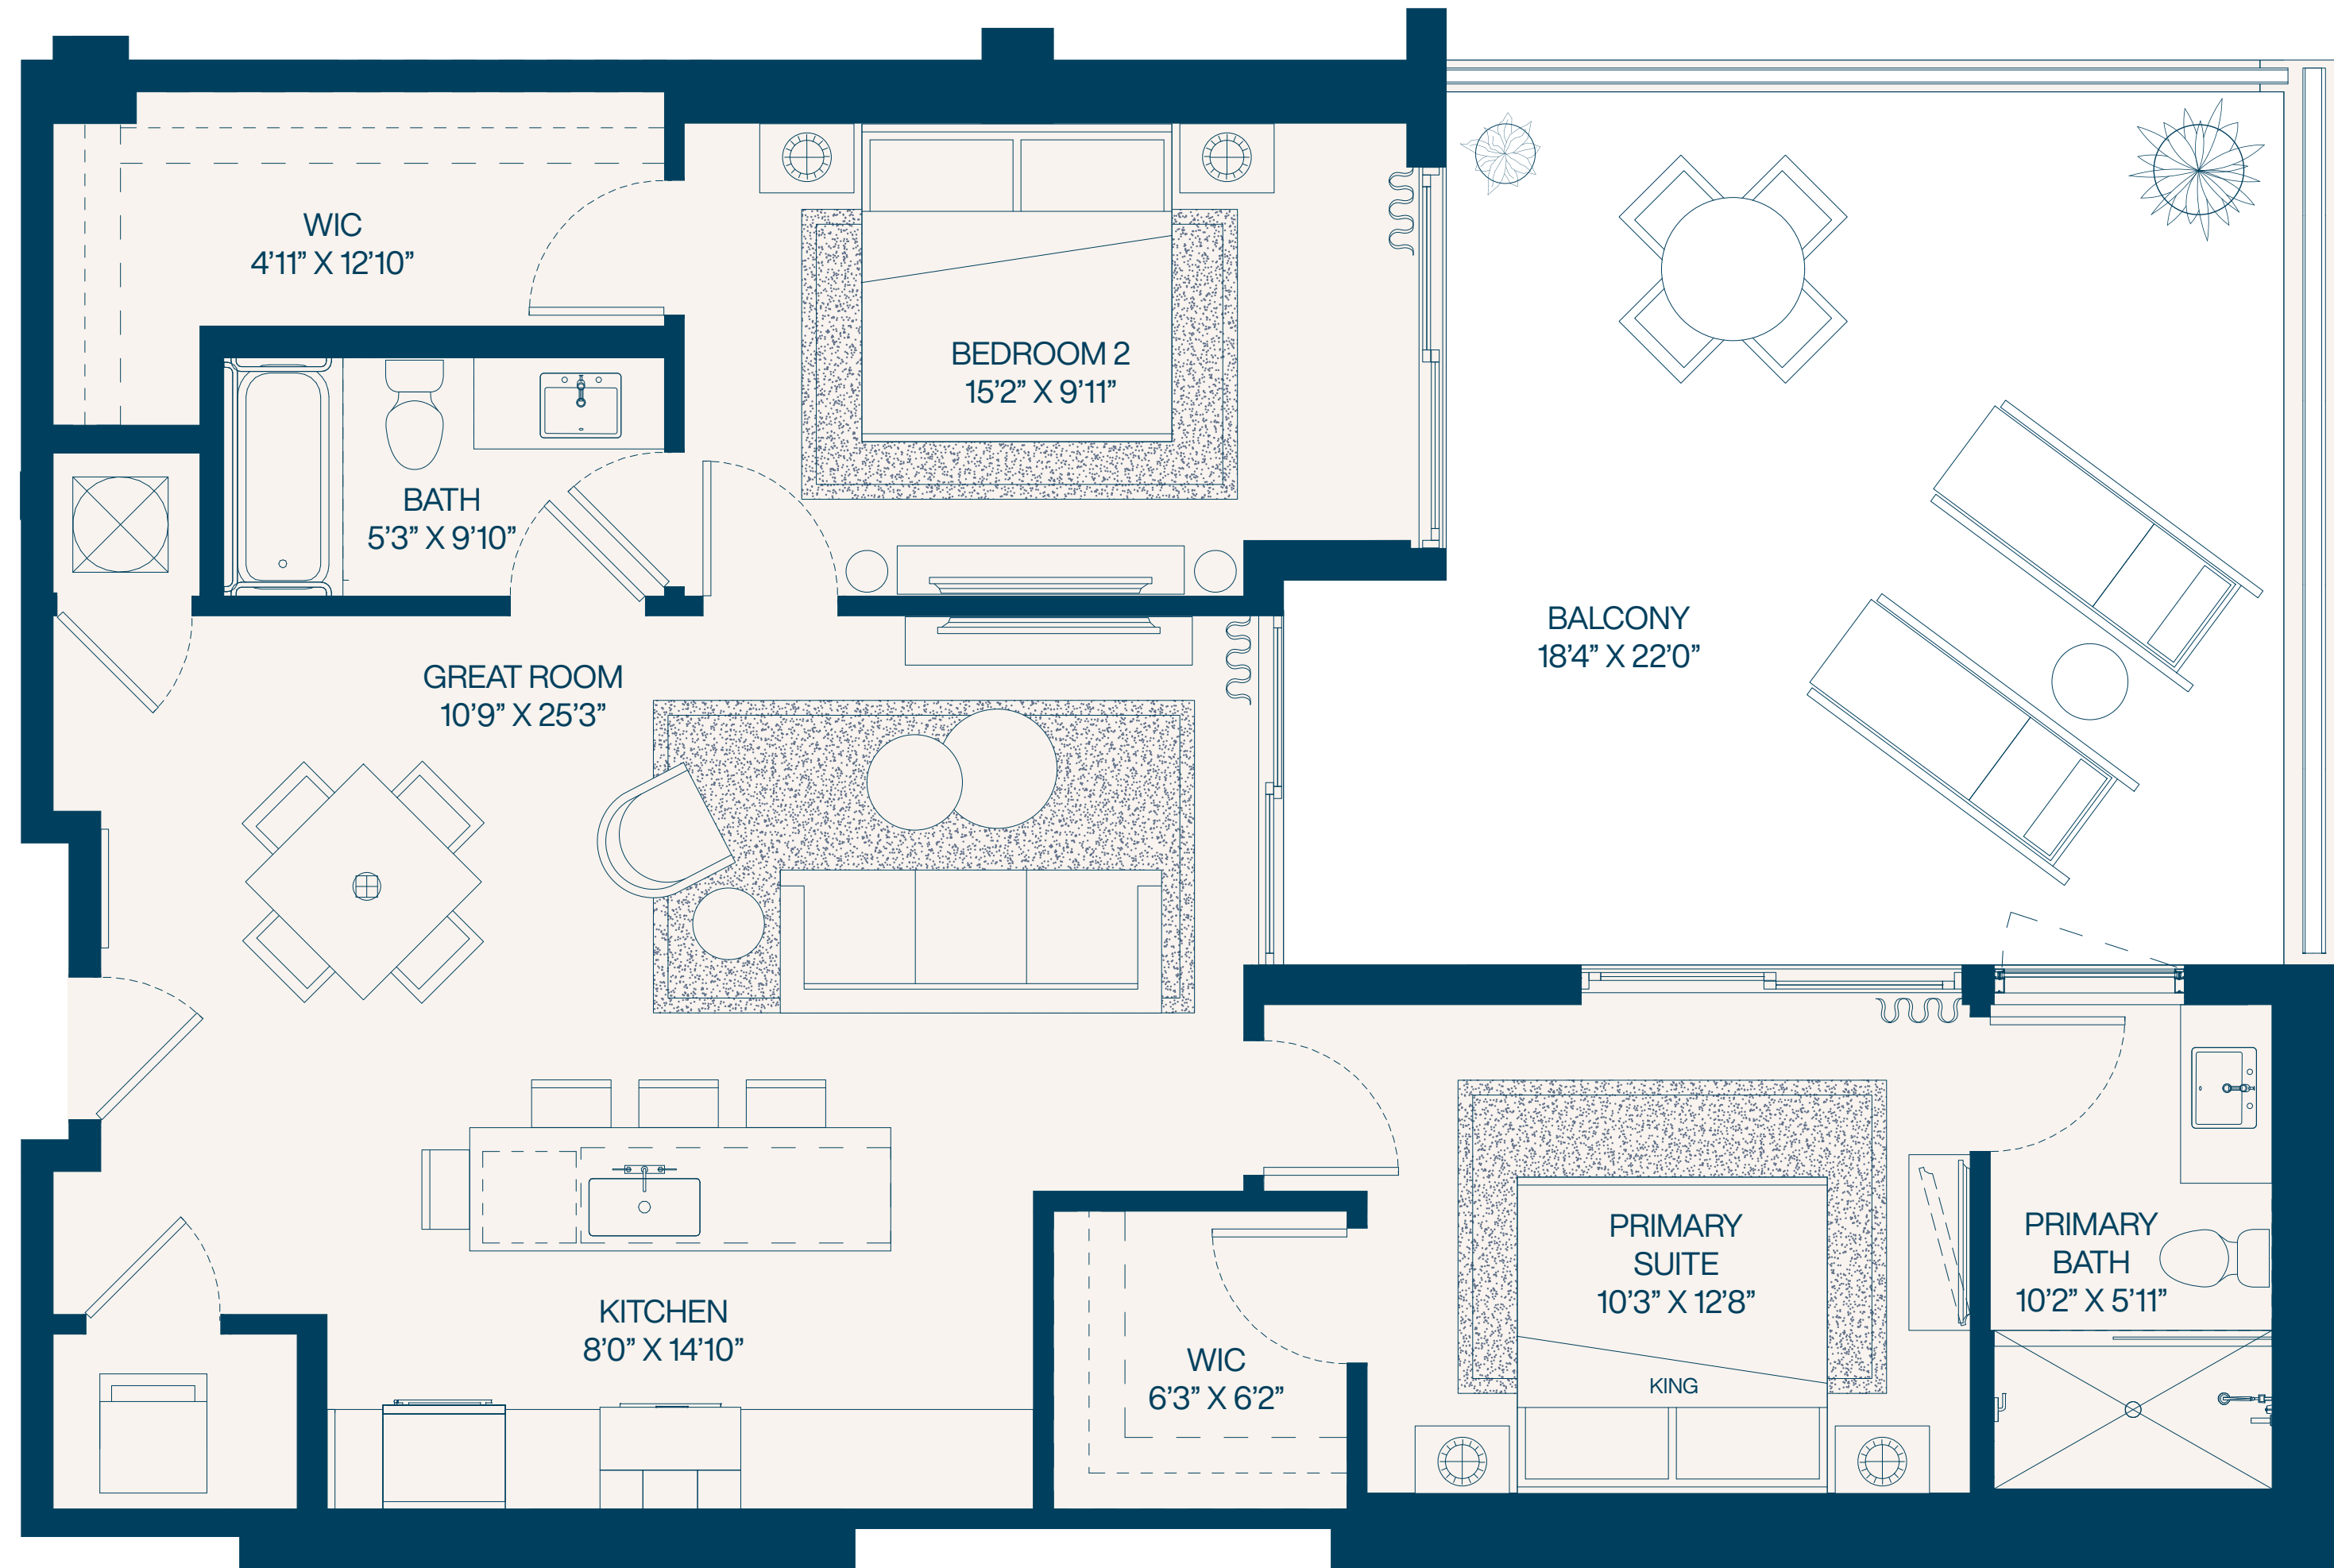 WIC
4’11” X 12’10”
BEDROOM 2
15’2” X 9’11”
BATH
5’3” X 9’10”
GREAT ROOM
10’9” X 25’3”
BALCONY
18’4” X 22’0”
KITCHEN
8’0” X 14’10”
WIC
6’3” X 6’2”
PRIMARY
SUITE
10’3” X 12’8”
KING
PRIMARY
BATH
10’2” X 5’11”